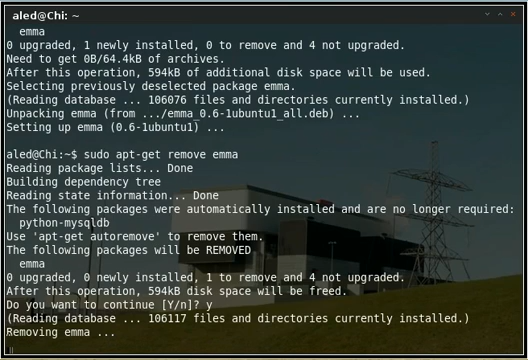 aled@Chi: ~
emma
0 upgraded, 1 newly installed, 0 to remove and 4 not upgraded.
Need to get 0B/64.4kB of archives.
After this operation, 594kB of additional disk space will be used.
Selecting previously deselected package emma.
(Reading database ... 106076 files and directories currently installed.)
Unpacking emma (from .../emma_0.6-1ubuntu1_all.deb) ...
Setting up emma (0.6-1ubuntu1) ...
aled@Chi:~$ sudo apt-get remove emma
Reading package lists... Done
Building dependency tree
Reading state information... Done
The following packages were automatically installed and are no longer required:
python-mysqldb
Use 'apt-get autoremove' to remove them.
The following packages will be REMOVED
emma
0 upgraded, 0 newly installed, 1 to remove and 4 not upgraded.
After this operation, 594kB disk space will be freed.
Do you want to continue [Y/n]? y
(Reading database ... 106117 files and directories currently installed.)
Removing emma ...